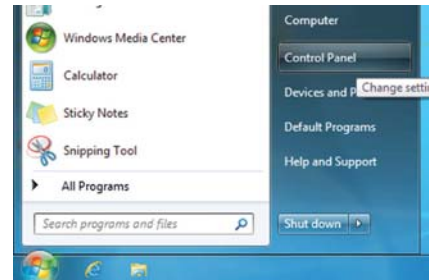 Windows Media Center
Calculator
Sticky Notes
Snipping Tool
All Programs
Search programs and files
Computer
Control Panel
Devices and P
Change setti
Default Programs
Help and Support
Shut down